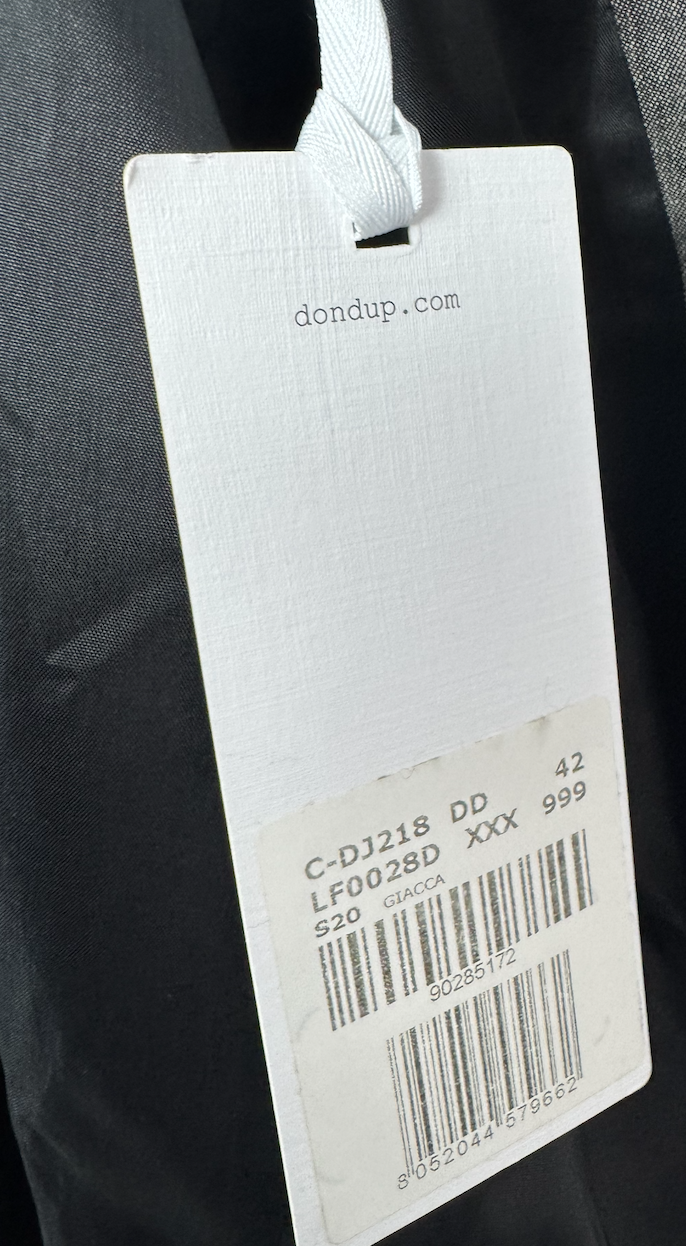 dondup.com
C-DJ218 DD 42
LF0028D XXX 999
S20 GIACCA
90285172
8 052044 579662